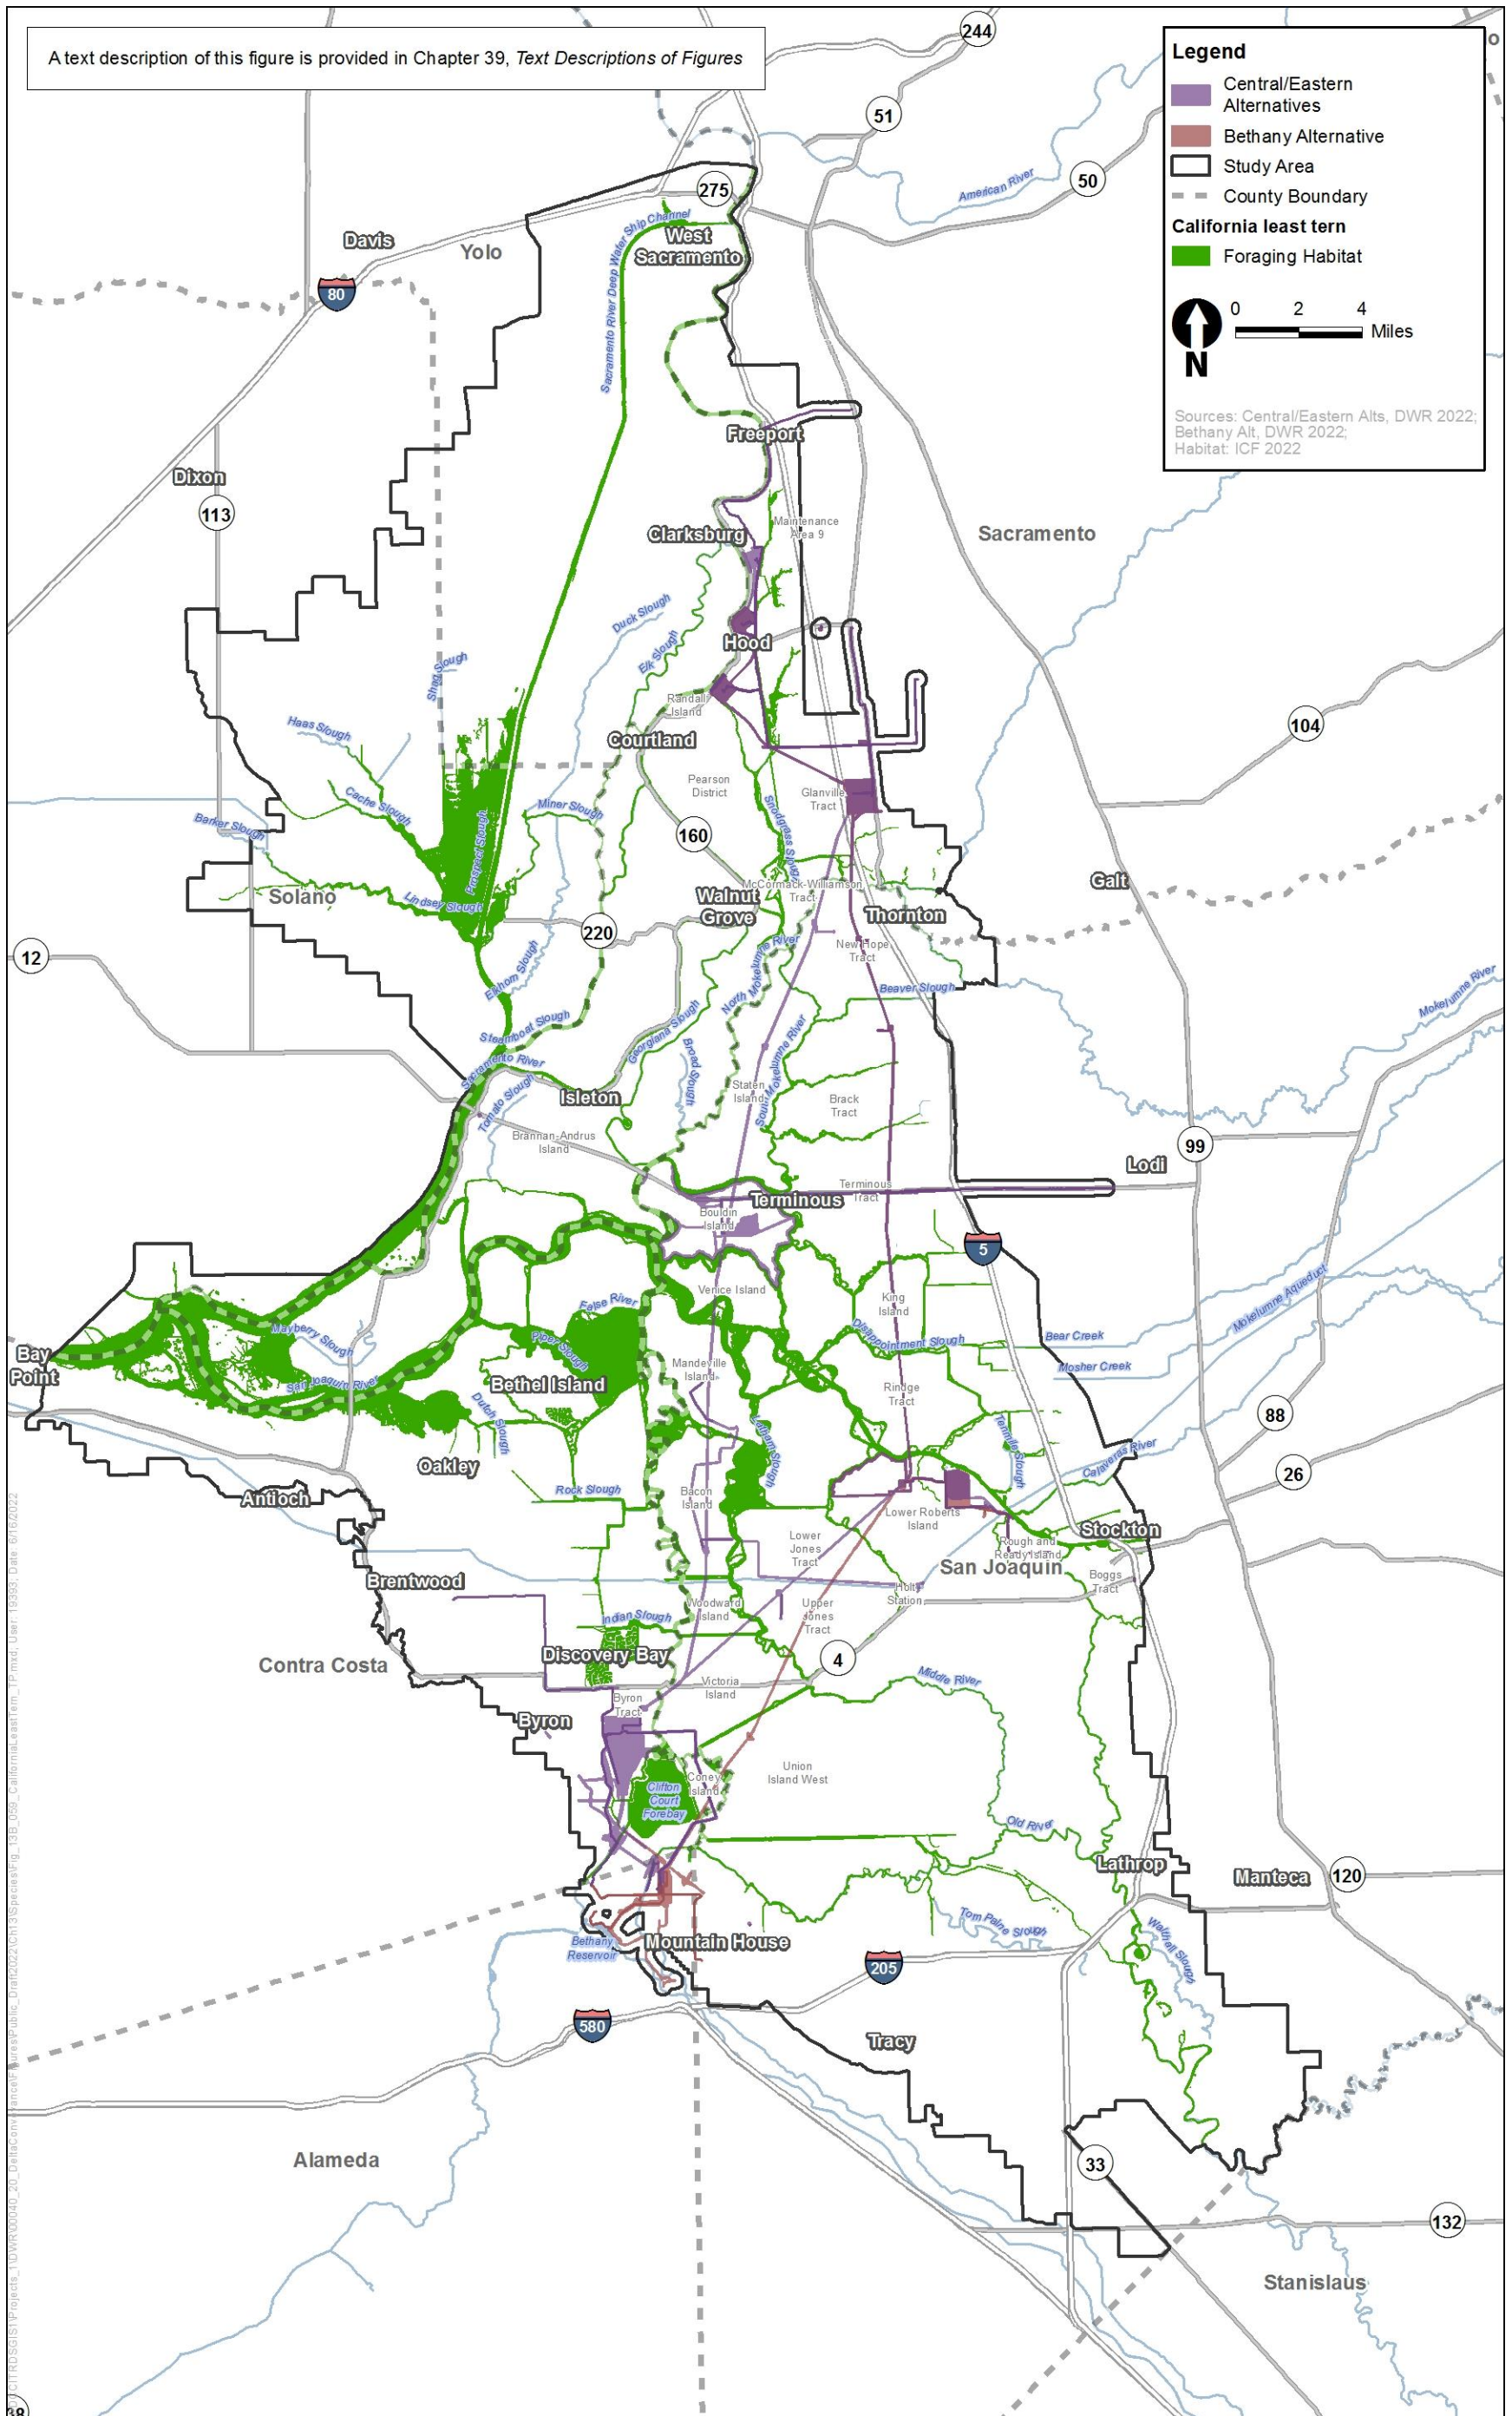 A text description of this figure is provided in Chapter 39, Text Descriptions of Figures
Legend
Central/Eastern
Alternatives
Bethany Alternative
Study Area
County Boundary
California least tern
Foraging Habitat
N
0 2 4
Miles
Sources: Central/Eastern Alts, DWR 2022;
Bethany Alt, DWR 2022;
Habitat: ICF 2022
244
51
50
American River
275
Sacramento River Deep Water Ship Channel
West
Sacramento
Davis
Yolo
80
Freeport
Dixon
113
Clarksburg
Maintenance
Area 9
Sacramento
Duck Slough
Elk Slough
Hood
Shag Slough
Randall
Island
Haas Slough
Courtland
104
Pearson
District
Glanville
Tract
Cache Slough
Miner Slough
Snodgrass Slough
Barker Slough
Prospect Slough
160
Galt
McCormack-Williamson
Tract
Walnut
Grove
Solano
Lindsey Slough
Thornton
220
12
New Hope
Tract
North Mokelumne River
Elkhorn Slough
Beaver Slough
Mokelumne River
Steamboat Slough
Georgiana Slough
Broad Slough
South Mokelumne River
Sacramento River
Tomato Slough
Isleton
Staten
Island
Brack
Tract
Brannan-Andrus
Island
99
Lodi
Terminous
Terminous
Tract
Bouldin
Island
5
Venice Island
King
Island
False River
Mokelumne Aqueduct
Mayberry Slough
Piper Slough
Disappointment Slough
Bear Creek
Bay
Point
Mosher Creek
Mandeville
Island
San Joaquin River
Bethel Island
Rindge
Tract
Dutch Slough
88
Latham Slough
Tenmile Slough
Calaveras River
Oakley
26
Rock Slough
Antioch
Bacon
Island
Lower Roberts
Island
Stockton
Lower
Jones
Tract
Rough and
Ready Island
San Joaquin
Boggs
Tract
Brentwood
Holt
Station
Woodward
Island
Upper
Jones
Tract
Indian Slough
Discovery Bay
4
Contra Costa
Victoria
Island
Middle River
Byron
Tract
Byron
Union
Island West
Coney
Island
Clifton
Court
Forebay
Old River
Lathrop
Manteca
120
Tom Paine Slough
Walthall Slough
Bethany
Reservoir
Mountain House
205
580
Tracy
Alameda
33
132
Stanislaus